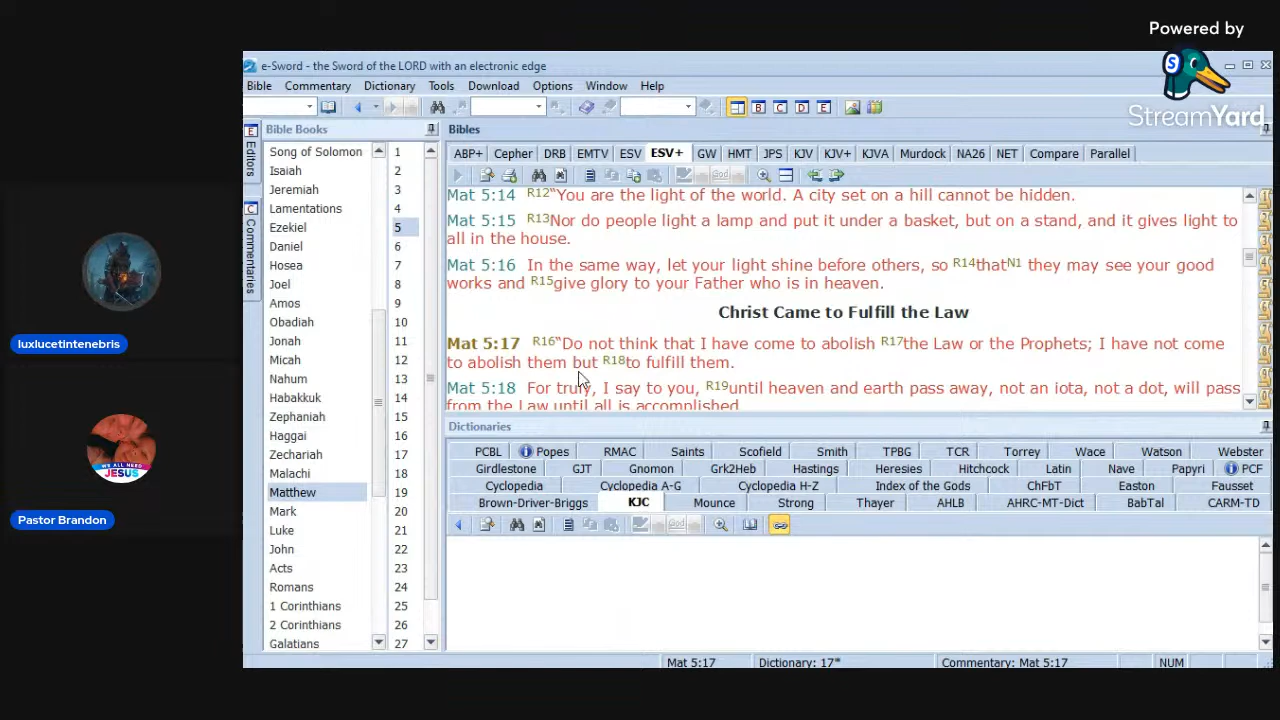 Powered by
StreamYard
e-Sword - the Sword of the LORD with an electronic edge
Bible Commentary Dictionary Tools Download Options Window Help
B C D E
Editors
Commentaries
Bible Books
Song of Solomon
Isaiah
Jeremiah
Lamentations
Ezekiel
Daniel
Hosea
Joel
Amos
Obadiah
Jonah
Micah
Nahum
Habakkuk
Zephaniah
Haggai
Zechariah
Malachi
Matthew
Mark
Luke
John
Acts
Romans
1 Corinthians
2 Corinthians
Galatians
1
2
3
4
5
6
7
8
9
10
11
12
13
14
15
16
17
18
19
20
21
22
23
24
25
26
27
Bibles
ABP+ Cepher DRB EMTV ESV ESV+ GW HMT JPS KJV KJV+ KJVA Murdock NA26 NET Compare Parallel
Mat 5:14 R12“You are the light of the world. A city set on a hill cannot be hidden.
Mat 5:15 R13Nor do people light a lamp and put it under a basket, but on a stand, and it gives light to
all in the house.
Mat 5:16 In the same way, let your light shine before others, so R14thatN1 they may see your good
works and R15give glory to your Father who is in heaven.
Christ Came to Fulfill the Law
Mat 5:17 R16“Do not think that I have come to abolish R17the Law or the Prophets; I have not come
to abolish them but R18to fulfill them.
Mat 5:18 For truly, I say to you, R19until heaven and earth pass away, not an iota, not a dot, will pass
from the Law until all is accomplished
Dictionaries
PCBL Popes RMAC Saints Scofield Smith TPBG TCR Torrey Wace Watson Webster
Girdlestone GJT Gnomon Grk2Heb Hastings Heresies Hitchcock Latin Nave Papyri PCF
Cyclopedia Cyclopedia A-G Cyclopedia H-Z Index of the Gods ChFbT Easton Fausset
Brown-Driver-Briggs KJC Mounce Strong Thayer AHLB AHRC-MT-Dict BabTal CARM-TD
Mat 5:17 Dictionary: 17* Commentary: Mat 5:17 NUM
luxlucetintenebris
WE ALL NEED
JESUS
Pastor Brandon